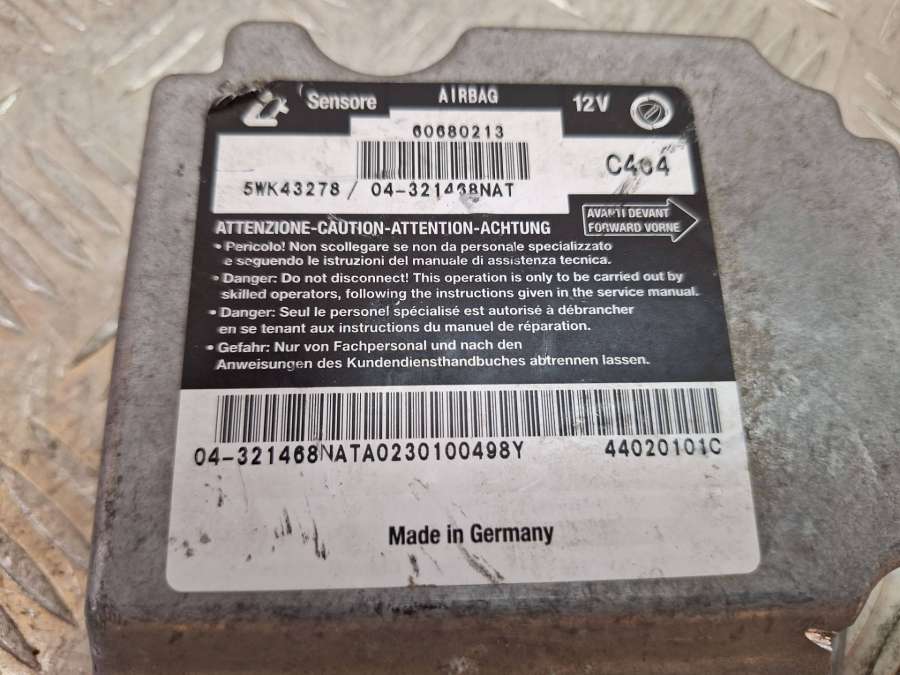 Sensore AIRBAG 12V
60680213
C464
5WK43278 / 04-321468NAT
AVANTI DEVANT
FORWARD VORNE
ATTENZIONE-CAUTION-ATTENTION-ACHTUNG
• Pericolo! Non scollegare se non da personale specializzato
e seguendo le istruzioni del manuale di assistenza tecnica.
• Danger: Do not disconnect! This operation is only to be carried out by
skilled operators, following the instructions given in the service manual.
• Danger: Seul le personel spécialisé est autorisé à débrancher
en se tenant aux instructions du manuel de réparation.
• Gefahr: Nur von Fachpersonal und nach den
Anweisungen des Kundendiensthandbuches abtrennen lassen.
04-321468NATA0230100498Y 44020101C
Made in Germany